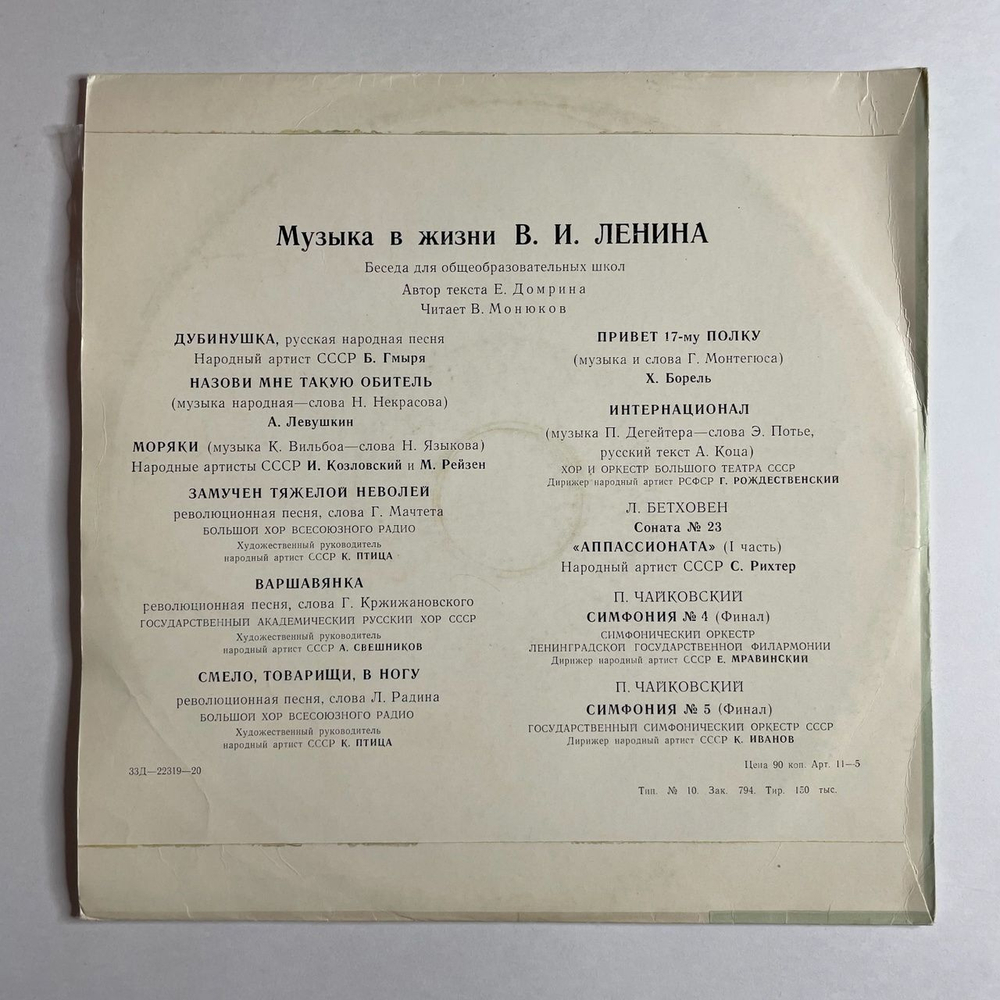 Музыка в жизни В. И. ЛЕНИНА
Беседа для общеобразовательных школ
Автор текста Е. Домрина
Читает В. Монюков
ДУБИНУШКА, русская народная песня
Народный артист СССР Б. Гмыря
НАЗОВИ МНЕ ТАКУЮ ОБИТЕЛЬ
(музыка народная—слова Н. Некрасова)
А. Левушкин
МОРЯКИ (музыка К. Вильбоа—слова Н. Языкова)
Народные артисты СССР И. Козловский и М. Рейзен
ЗАМУЧЕН ТЯЖЕЛОЙ НЕВОЛЕЙ
революционная песня, слова Г. Мачтета
БОЛЬШОЙ ХОР ВСЕСОЮЗНОГО РАДИО
Художественный руководитель
народный артист СССР К. ПТИЦА
ВАРШАВЯНКА
революционная песня, слова Г. Кржижановского
ГОСУДАРСТВЕННЫЙ АКАДЕМИЧЕСКИЙ РУССКИЙ ХОР СССР
Художественный руководитель
народный артист СССР А. СВЕШНИКОВ
СМЕЛО, ТОВАРИЩИ, В НОГУ
революционная песня, слова Л. Радина
БОЛЬШОЙ ХОР ВСЕСОЮЗНОГО РАДИО
Художественный руководитель
народный артист СССР К. ПТИЦА
33Д—22319—20
ПРИВЕТ 17-му ПОЛКУ
(музыка и слова Г. Монтегюса)
Х. Борель
ИНТЕРНАЦИОНАЛ
(музыка П. Дегейтера—слова Э. Потье,
русский текст А. Коца)
ХОР И ОРКЕСТР БОЛЬШОГО ТЕАТРА СССР
Дирижер народный артист РСФСР Г. РОЖДЕСТВЕНСКИЙ
Л. БЕТХОВЕН
Соната № 23
«АППАССИОНАТА» (I часть)
Народный артист СССР С. Рихтер
П. ЧАЙКОВСКИЙ
СИМФОНИЯ № 4 (Финал)
СИМФОНИЧЕСКИЙ ОРКЕСТР
ЛЕНИНГРАДСКОЙ ГОСУДАРСТВЕННОЙ ФИЛАРМОНИИ
Дирижер народный артист СССР Е. МРАВИНСКИЙ
П. ЧАЙКОВСКИЙ
СИМФОНИЯ № 5 (Финал)
ГОСУДАРСТВЕННЫЙ СИМФОНИЧЕСКИЙ ОРКЕСТР СССР
Дирижер народный артист СССР К. ИВАНОВ
Цена 90 коп. Арт. 11—5
Тип. № 10. Зак. 794. Тир. 150 тыс.